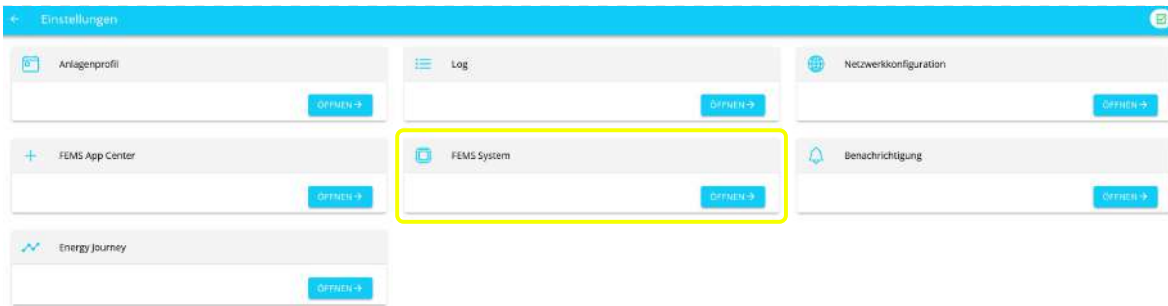 Einstellungen
Anlagenprofil
ÖFFNEN
Log
ÖFFNEN
Netzwerkkonfiguration
ÖFFNEN
FEMS App Center
ÖFFNEN
FEMS System
ÖFFNEN
Benachrichtigung
ÖFFNEN
Energy Journey
ÖFFNEN